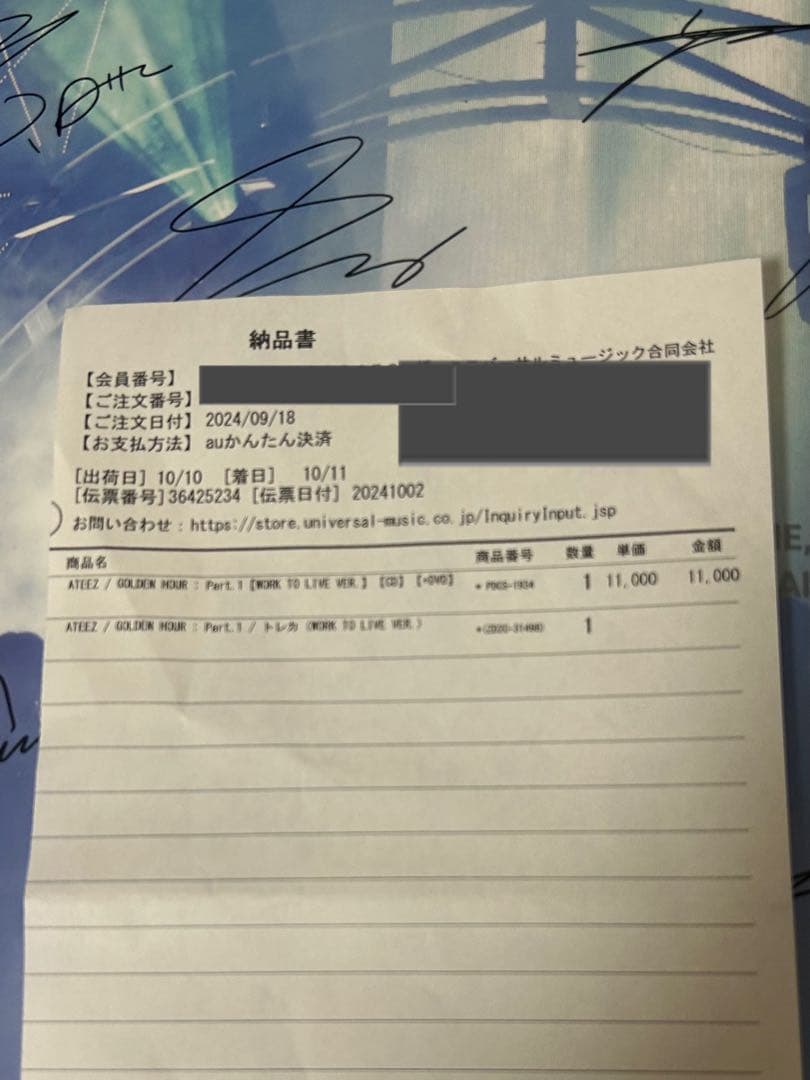 納品書
ミュージック合同会社
【会員番号】
【ご注文番号】
【ご注文日付】 2024/09/18
【お支払方法】 auかんたん決済
[出荷日] 10/10 [着日] 10/11
[伝票番号]36425234 [伝票日付] 20241002
お問い合わせ：https://store.universal-music.co.jp/InquiryInput.jsp
商品名 商品番号 数量 単価 金額
ATEEZ / GOLDEN HOUR : Part.1【WORK TO LIVE VER.】【CD】【+DVD】 * PDCS-1934 1 11,000 11,000
ATEEZ / GOLDEN HOUR : Part.1 / トレカ (WORK TO LIVE VER.) 1